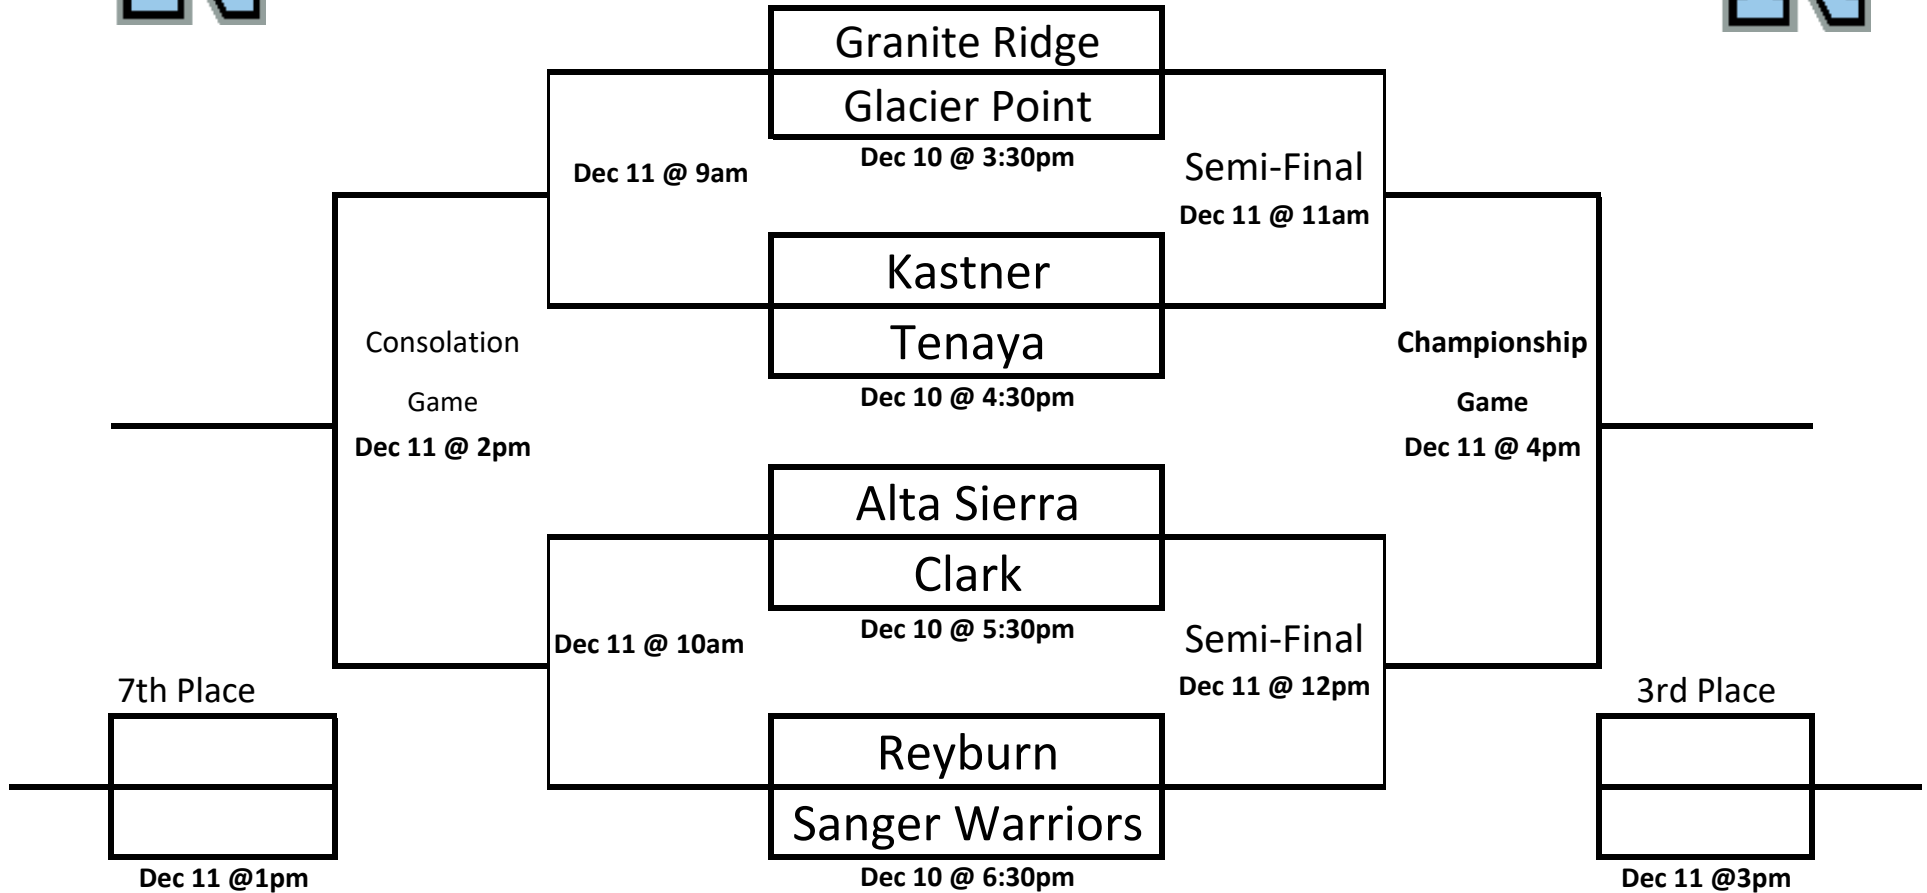 Granite Ridge
Glacier Point
Dec 10 @ 3:30pm
Dec 11 @ 9am
Semi-Final
Dec 11 @ 11am
Kastner
Tenaya
Dec 10 @ 4:30pm
Consolation
Game
Dec 11 @ 2pm
Championship
Game
Dec 11 @ 4pm
Alta Sierra
Clark
Dec 10 @ 5:30pm
Dec 11 @ 10am
Semi-Final
Dec 11 @ 12pm
7th Place
3rd Place
Reyburn
Sanger Warriors
Dec 10 @ 6:30pm
Dec 11 @1pm
Dec 11 @3pm